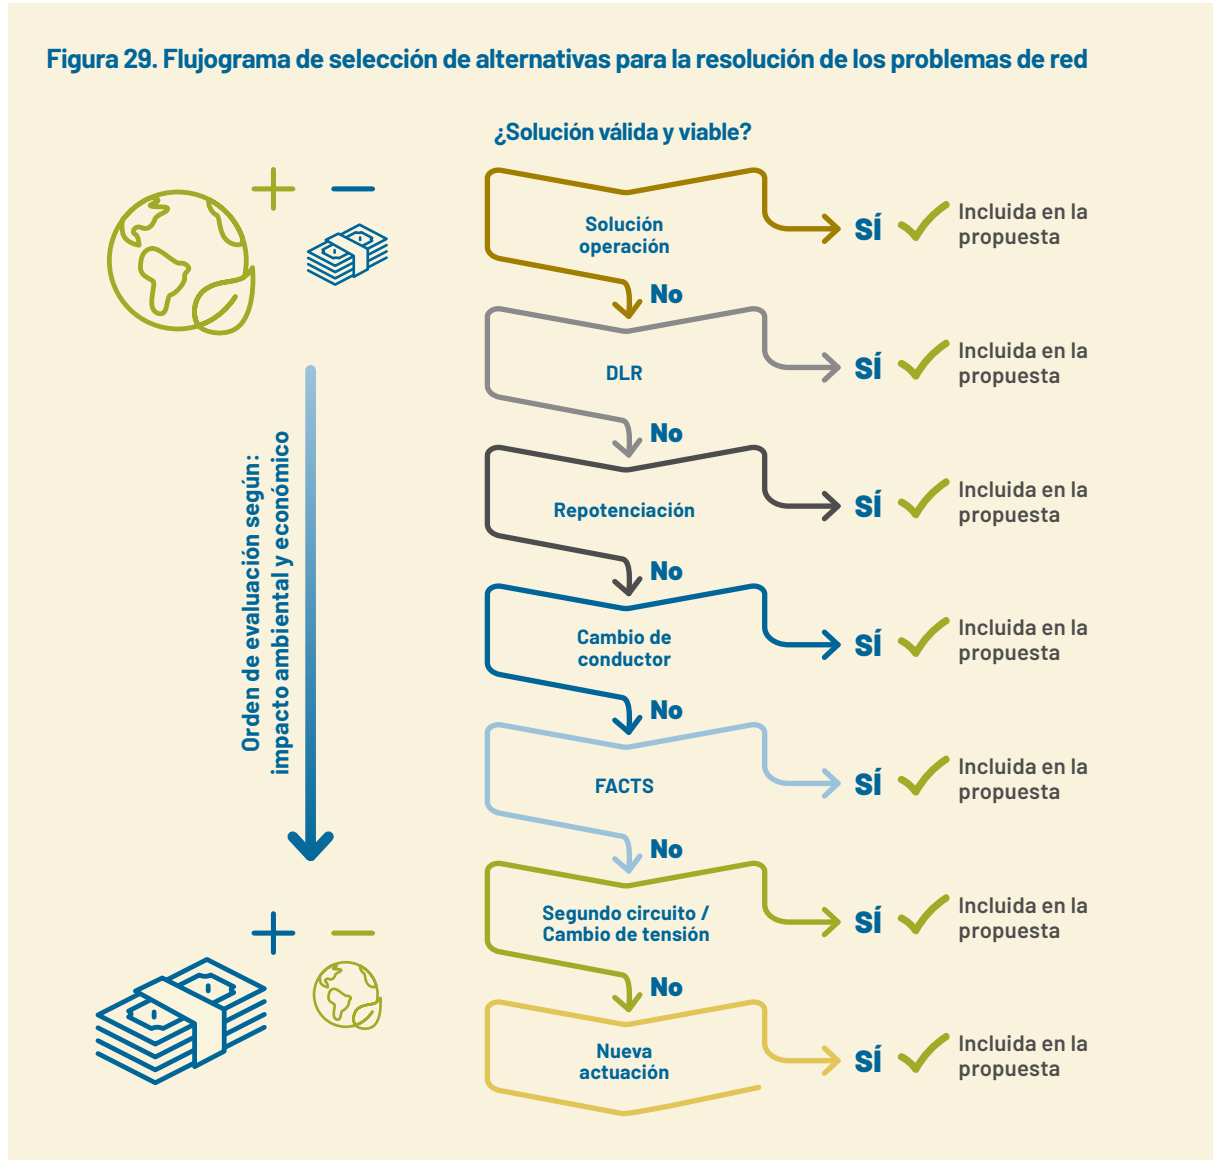 Figura 29. Flujograma de selección de alternativas para la resolución de los problemas de red
¿Solución válida y viable?
Solución
operación
SÍ
Incluida en la
propuesta
No
DLR
SÍ
Incluida en la
propuesta
No
Repotenciación
SÍ
Incluida en la
propuesta
No
Cambio de
conductor
SÍ
Incluida en la
propuesta
No
FACTS
SÍ
Incluida en la
propuesta
No
Segundo circuito /
Cambio de tensión
SÍ
Incluida en la
propuesta
No
Nueva
actuación
SÍ
Incluida en la
propuesta
Orden de evaluación según:
impacto ambiental y económico